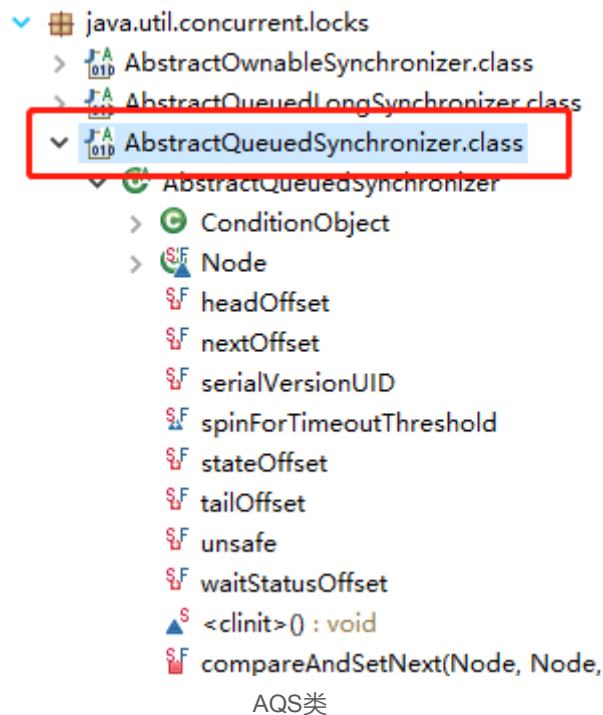 java.util.concurrent.locks
AbstractOwnableSynchronizer.class
AbstractQueuedLongSynchronizer.class
AbstractQueuedSynchronizer.class
AbstractQueuedSynchronizer
ConditionObject
Node
headOffset
nextOffset
serialVersionUID
spinForTimeoutThreshold
stateOffset
tailOffset
unsafe
waitStatusOffset
<clinit>() : void
compareAndSetNext(Node, Node,
AQS类